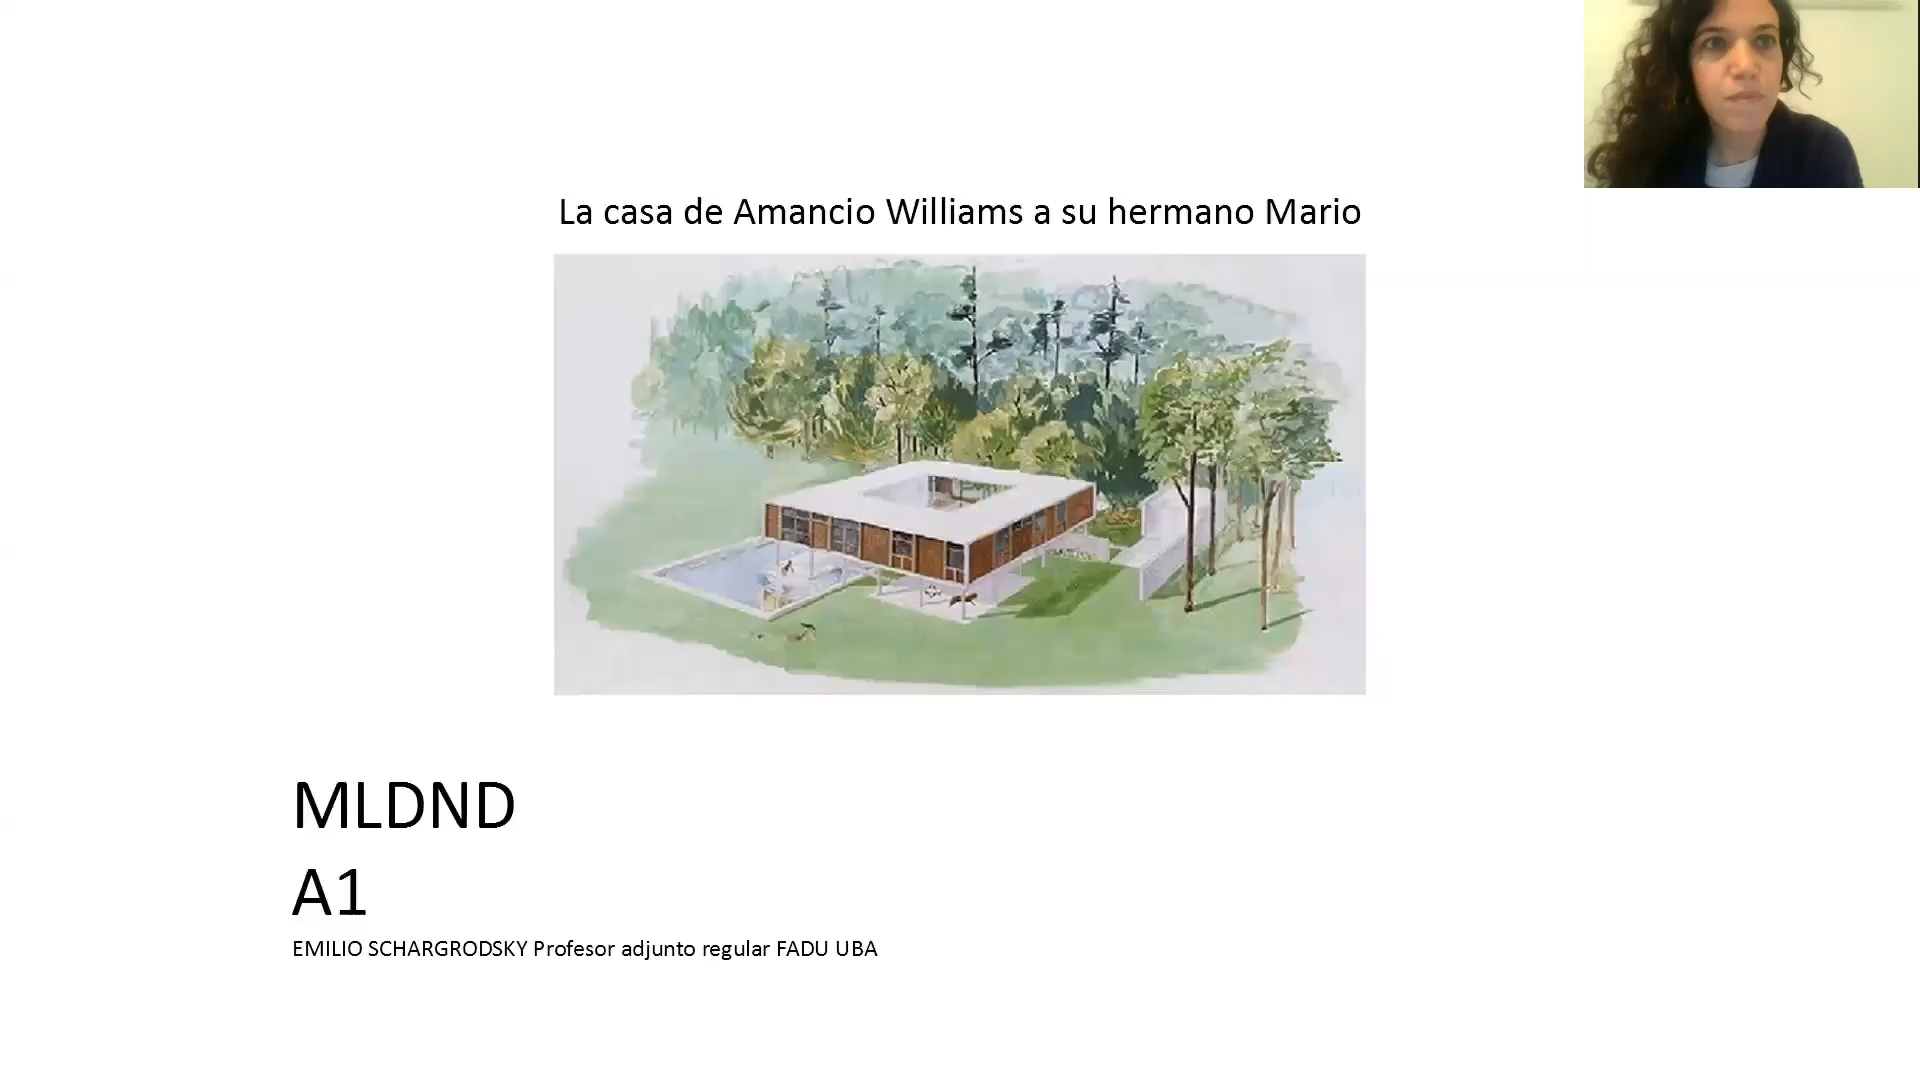 La casa de Amancio Williams a su hermano Mario
MLDND
A1
EMILIO SCHARGRODSKY Profesor adjunto regular FADU UBA